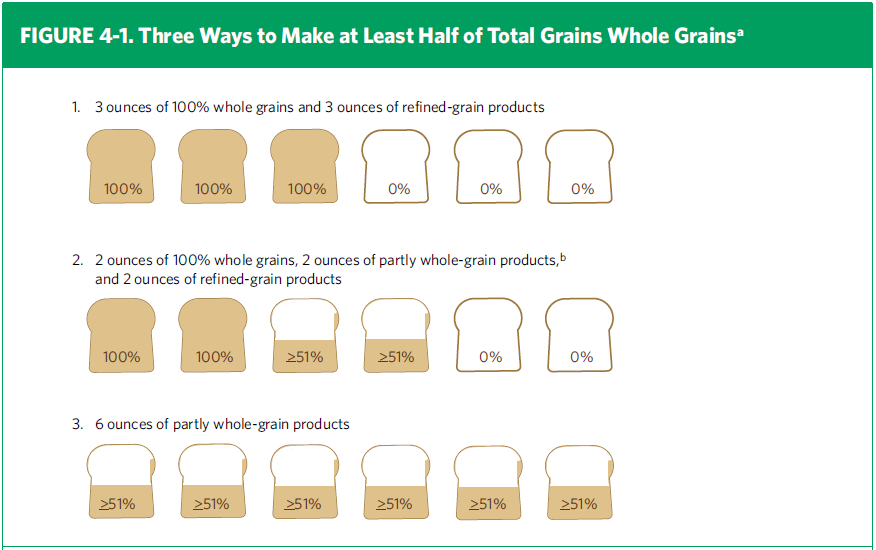 FIGURE 4-1. Three Ways to Make at Least Half of Total Grains Whole Grainsᵃ
1. 3 ounces of 100% whole grains and 3 ounces of refined-grain products
100% 100% 100% 0% 0% 0%
2. 2 ounces of 100% whole grains, 2 ounces of partly whole-grain products,ᵇ
and 2 ounces of refined-grain products
100% 100% ≥51% ≥51% 0% 0%
3. 6 ounces of partly whole-grain products
≥51% ≥51% ≥51% ≥51% ≥51% ≥51%